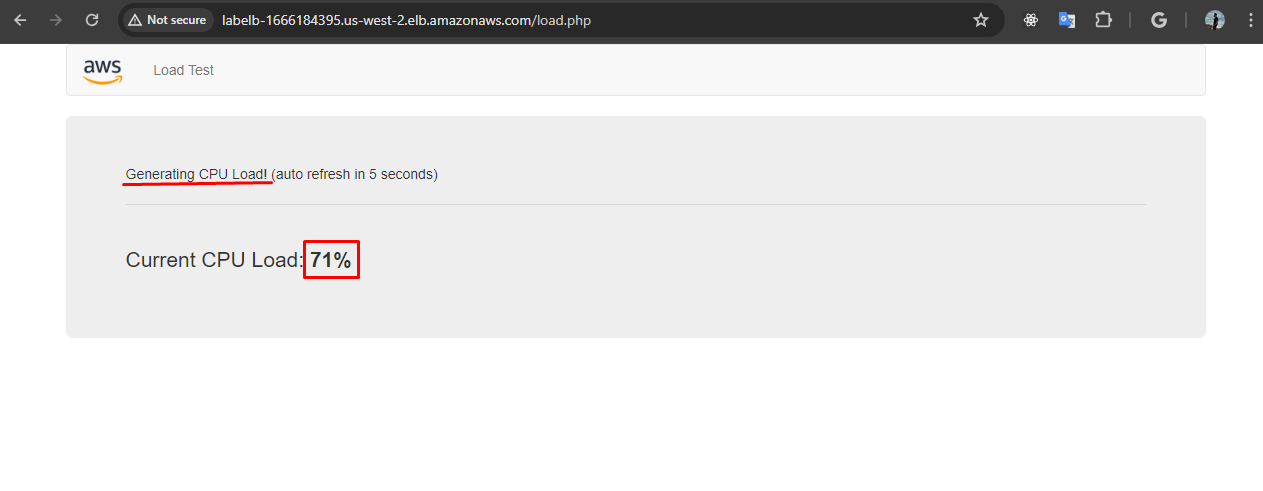 Not secure labelb-1666184395.us-west-2.elb.amazonaws.com/load.php
aws Load Test
Generating CPU Load! (auto refresh in 5 seconds)
Current CPU Load: 71%